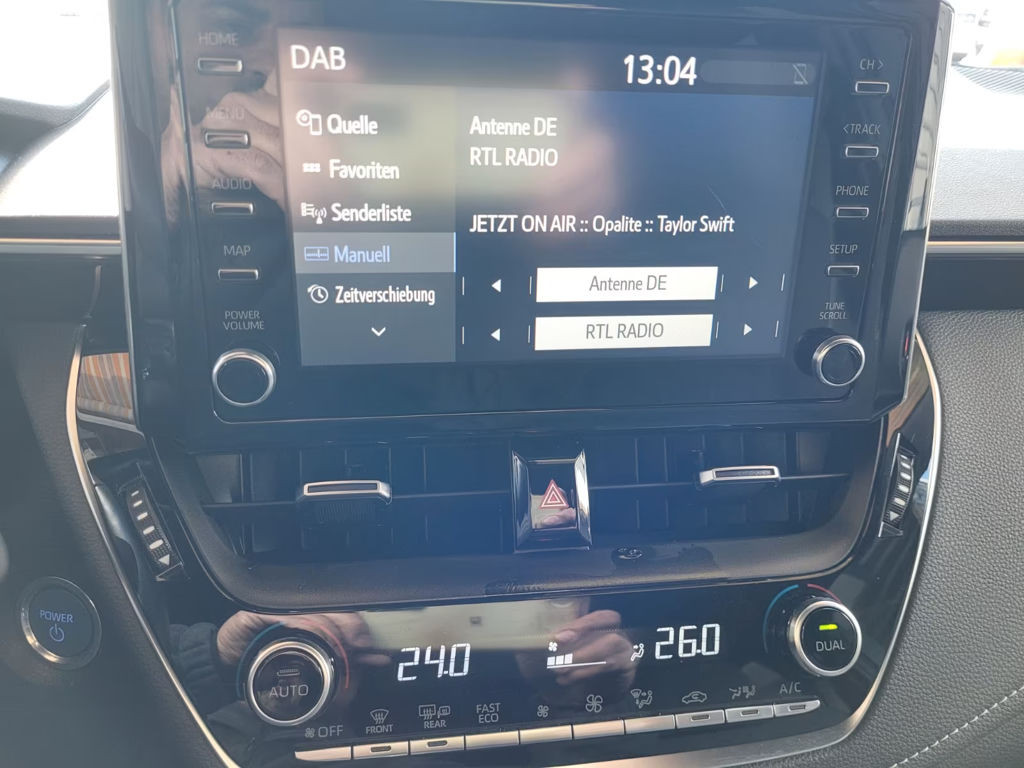 HOME
DAB
13:04
CH >
MENU
Quelle
Antenne DE
<TRACK
RTL RADIO
Favoriten
AUDIO
PHONE
Senderliste
JETZT ON AIR :: Opalite :: Taylor Swift
MAP
Manuell
SETUP
Zeitverschiebung
Antenne DE
POWER
VOLUME
TUNE
SCROLL
RTL RADIO
POWER
AUTO
24.0
26.0
DUAL
OFF
FRONT
REAR
FAST
ECO
A/C